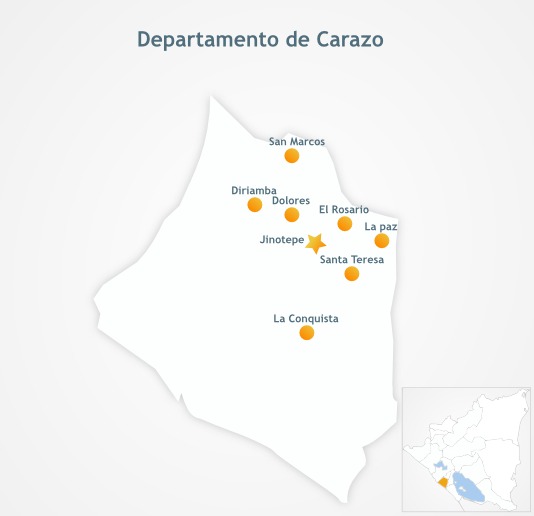 Departamento de Carazo
San Marcos
Diriamba
Dolores
El Rosario
La paz
Jinotepe
Santa Teresa
La Conquista